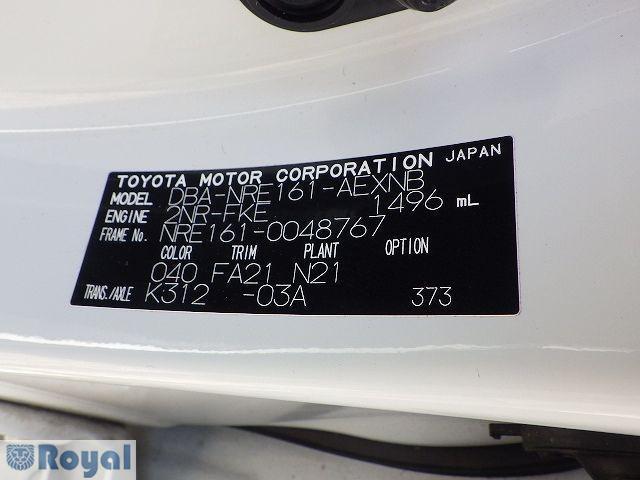 TOYOTA MOTOR CORPORATION JAPAN
MODEL DBA-NRE161-AEXNB
ENGINE 2NR-FKE 1496 mL
FRAME No. NRE161-0048767
COLOR TRIM PLANT OPTION
040 FA21 N21
TRANS./AXLE K312 -03A 373
Royal